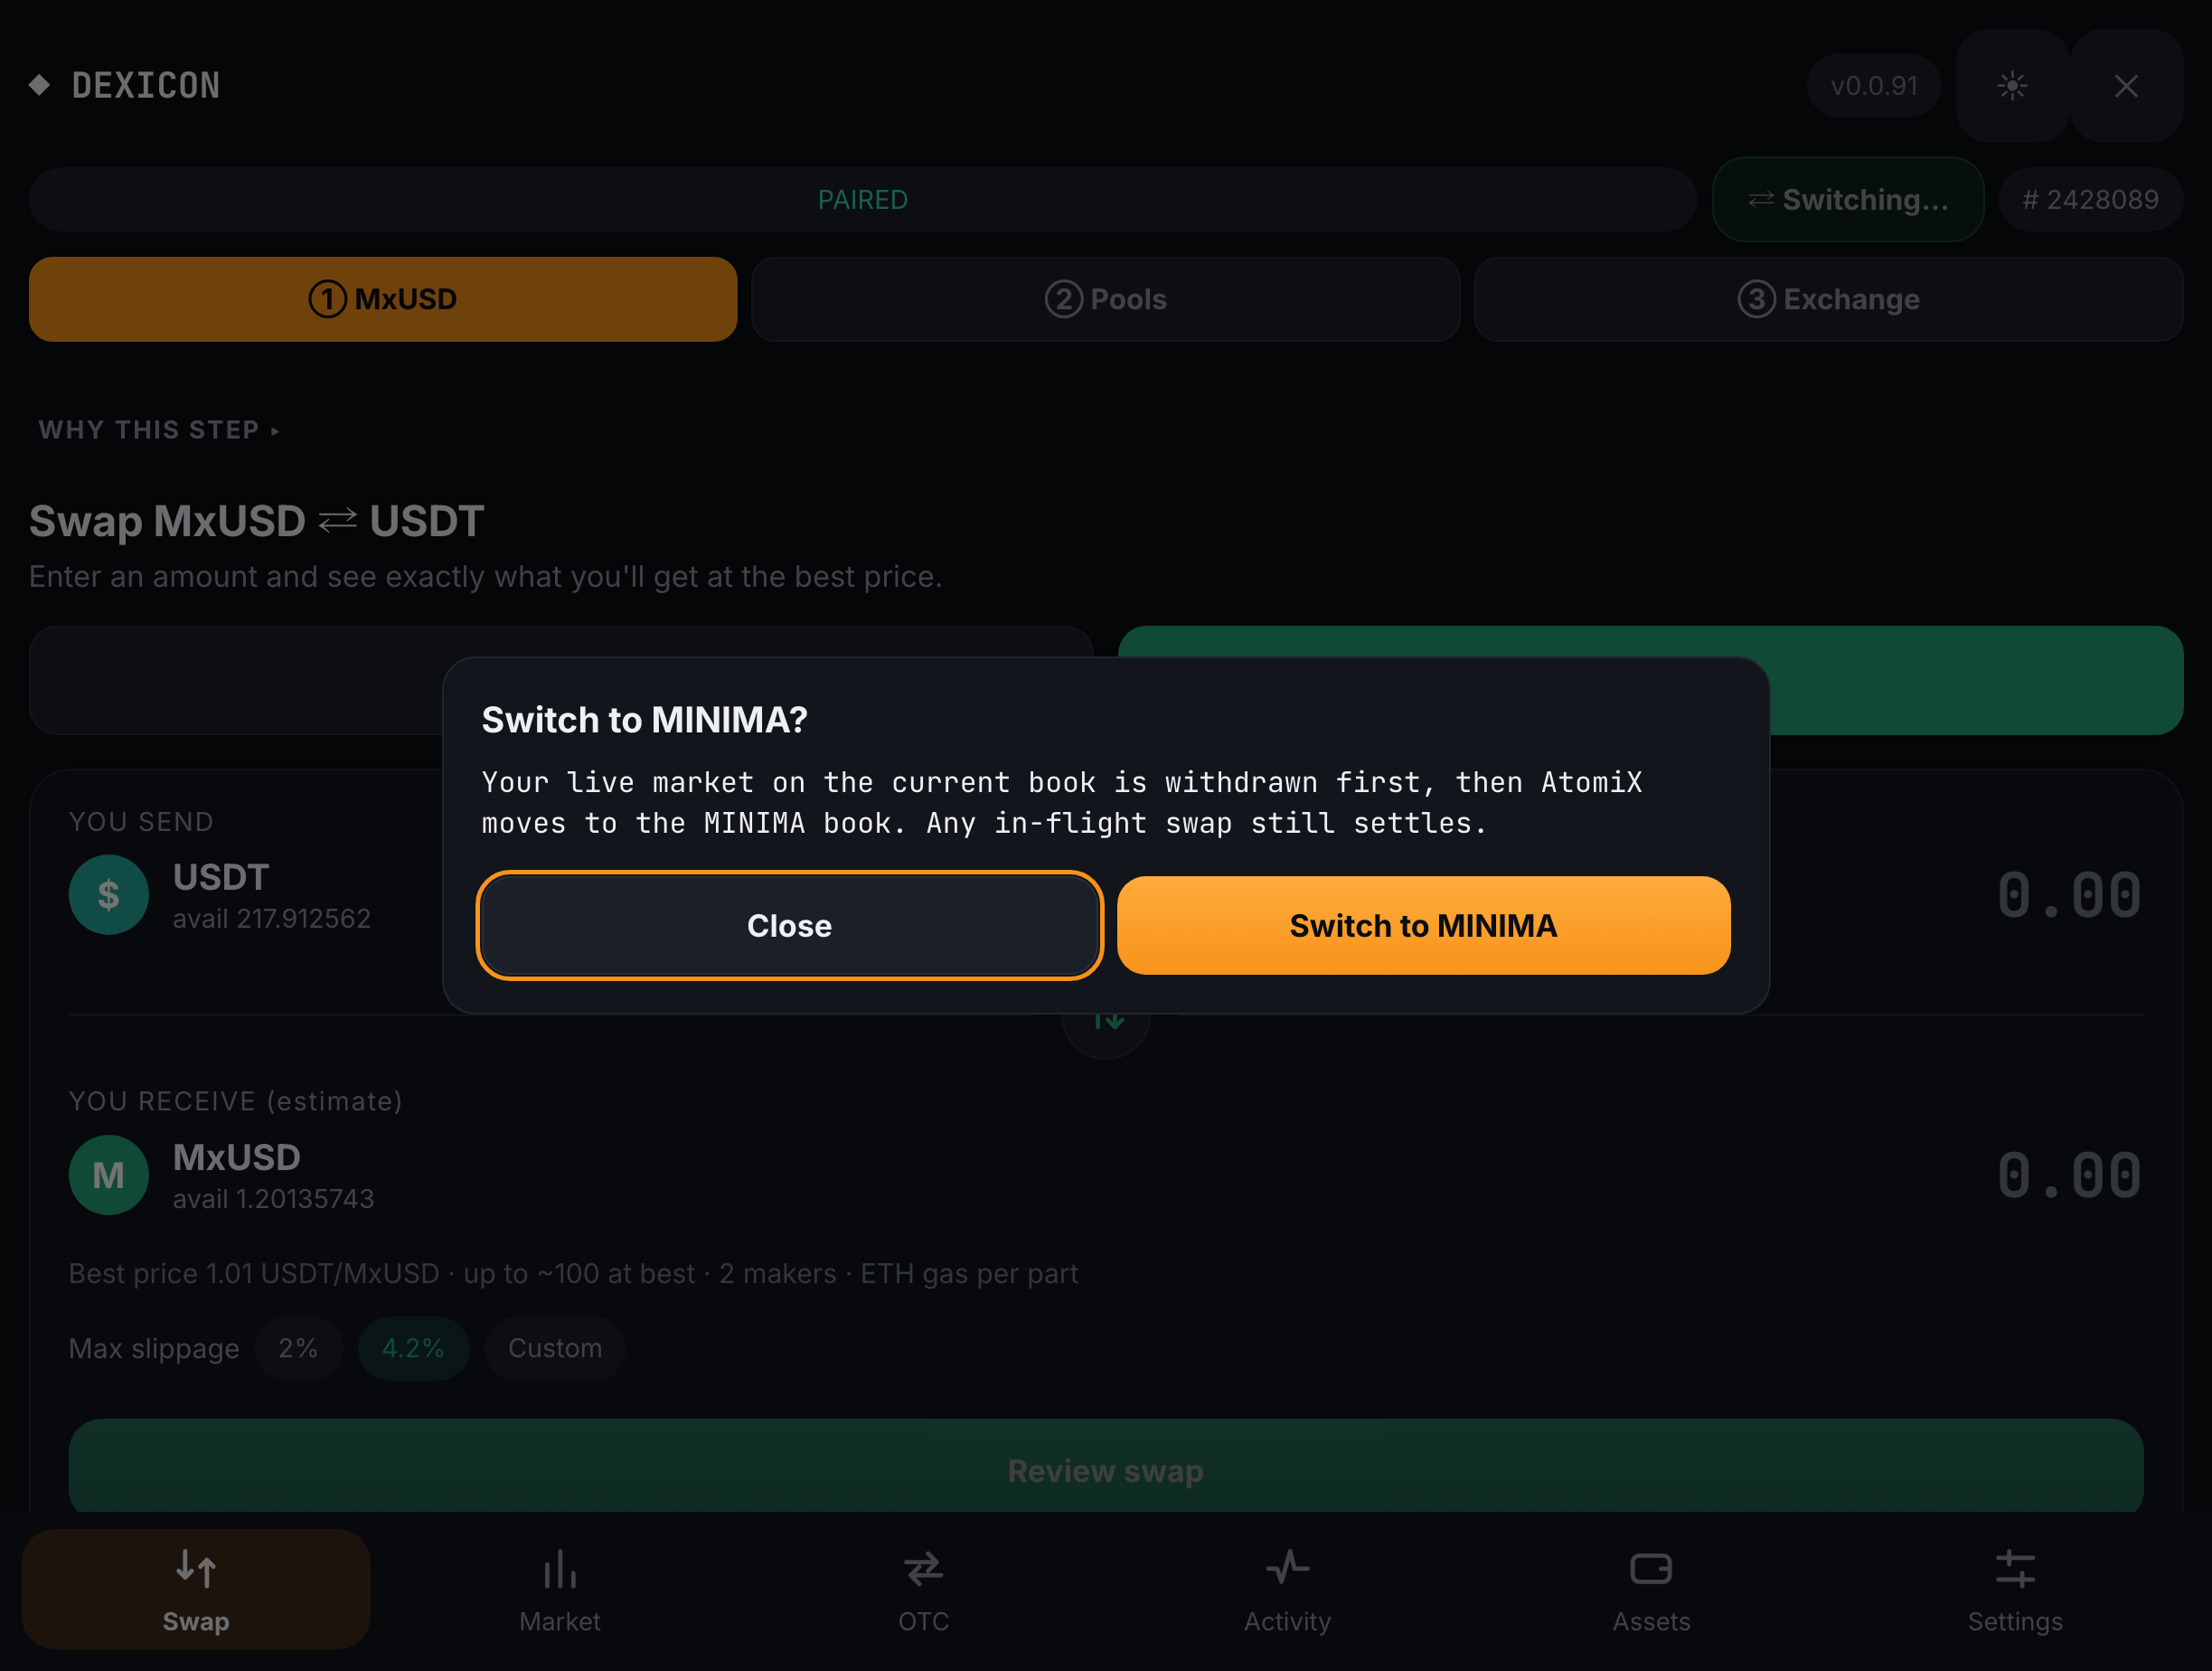 DEXICON
v0.0.91
PAIRED
⇄ Switching...
# 2428089
① MxUSD
② Pools
③ Exchange
WHY THIS STEP ▸
Swap MxUSD ⇄ USDT
Enter an amount and see exactly what you'll get at the best price.
Switch to MINIMA?
Your live market on the current book is withdrawn first, then AtomiX
moves to the MINIMA book. Any in-flight swap still settles.
Close
Switch to MINIMA
YOU SEND
$
USDT
avail 217.912562
0.00
YOU RECEIVE (estimate)
M
MxUSD
avail 1.20135743
0.00
Best price 1.01 USDT/MxUSD · up to ~100 at best · 2 makers · ETH gas per part
Max slippage 2% 4.2% Custom
Review swap
Swap
Market
OTC
Activity
Assets
Settings